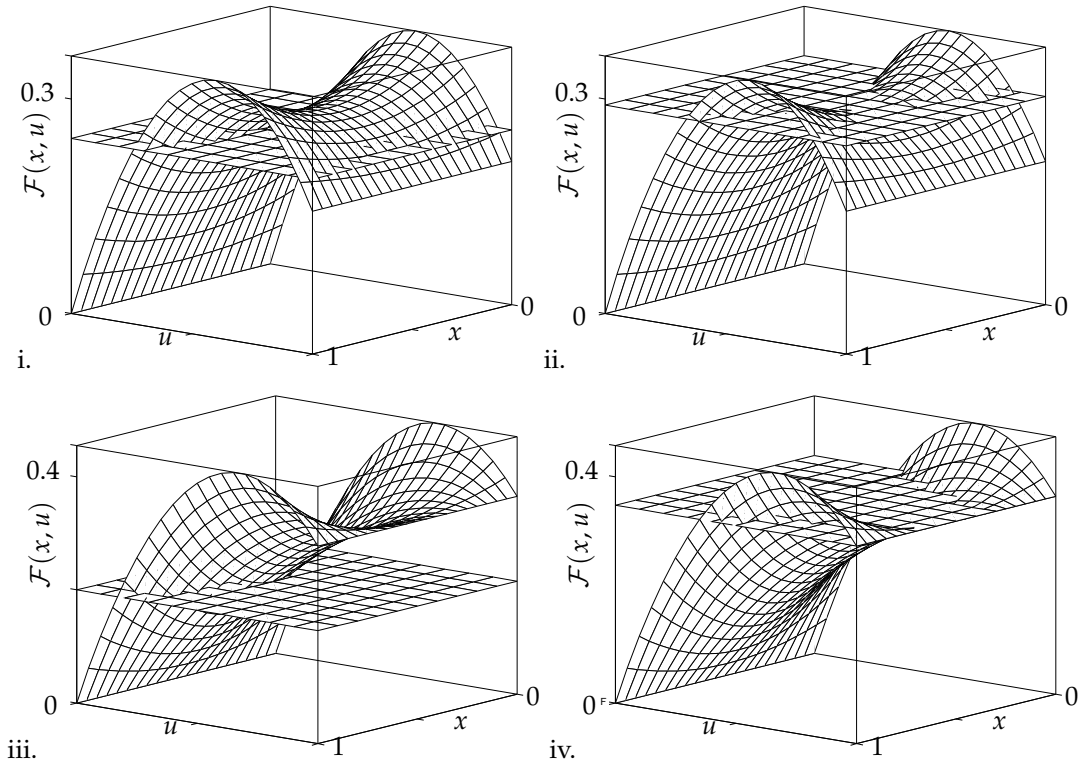 0.3
ℱ(x, u)
0
u
x
0
1
i.
0.3
ℱ(x, u)
0
u
x
0
1
ii.
0.4
ℱ(x, u)
0
u
x
0
1
iii.
0.4
ℱ(x, u)
0
F
u
x
0
1
iv.